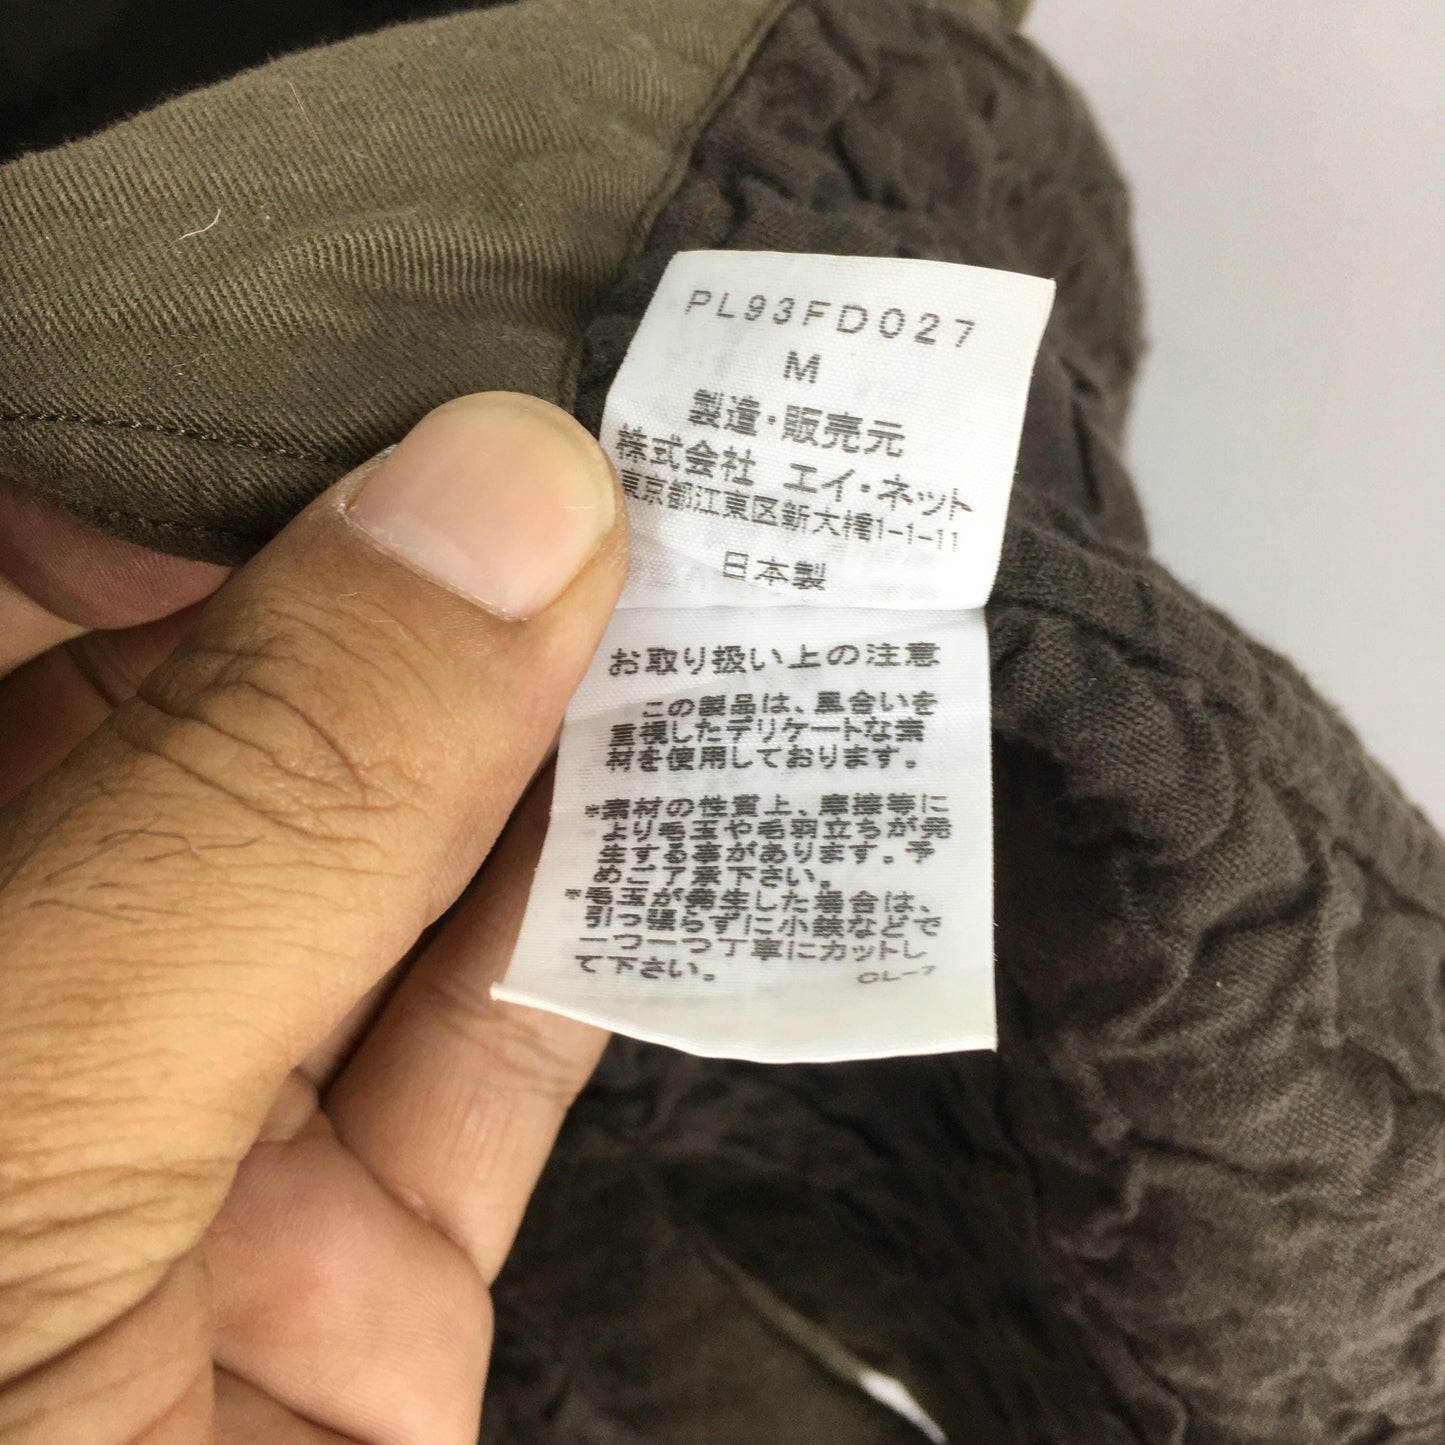 PL93FD027
M
製造・販売元
株式会社 エイ・ネット
東京都江東区新木場1-1-11
日本製
お取り扱い上の注意
この製品は、風合いを
重視したデリケートな素
材を使用しております。
*素材の性質上、摩擦等に
より毛玉や毛羽立ちが発
生する事があります。予
めご了承下さい。
*毛玉が発生した場合は、
引っ張らずに小鋏などで
一つ一つ丁寧にカットし
て下さい。 CL-7